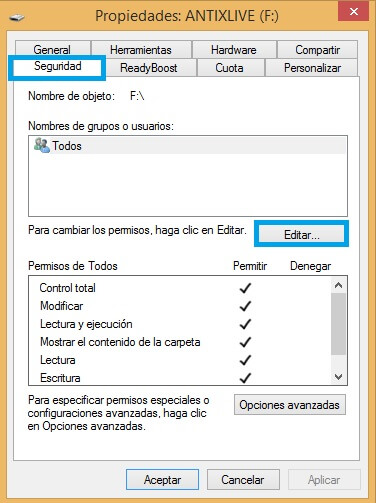 Propiedades: ANTIXLIVE (F:)
General Herramientas Hardware Compartir
Seguridad ReadyBoost Cuota Personalizar
Nombre de objeto: F:\
Nombres de grupos o usuarios:
Todos
Para cambiar los permisos, haga clic en Editar. Editar...
Permisos de Todos Permitir Denegar
Control total
Modificar
Lectura y ejecución
Mostrar el contenido de la carpeta
Lectura
Escritura
Para especificar permisos especiales o
configuraciones avanzadas, haga clic
en Opciones avanzadas.
Opciones avanzadas
Aceptar Cancelar Aplicar